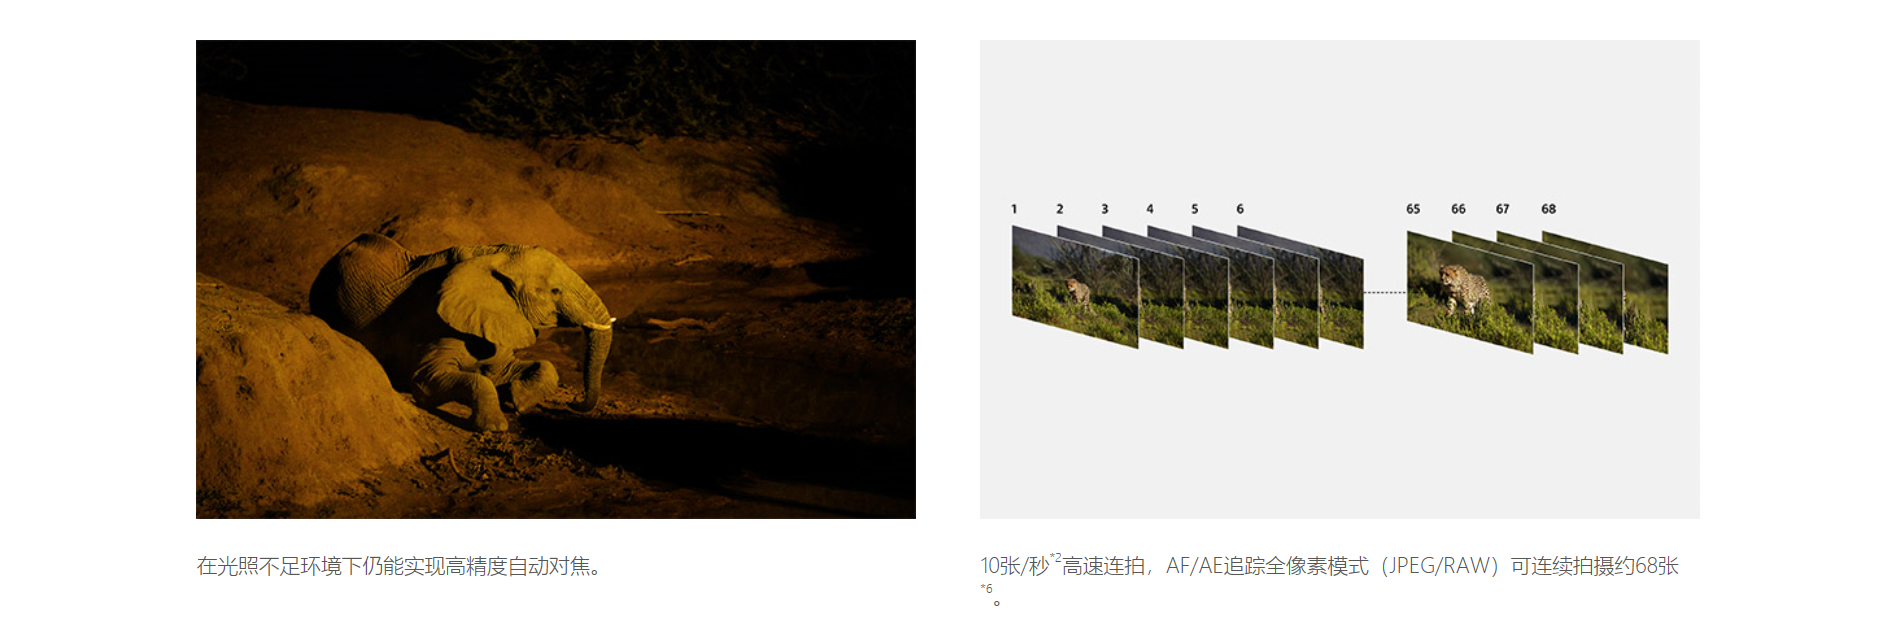 1 2 3 4 5 6 65 66 67 68
在光照不足环境下仍能实现高精度自动对焦。
10张/秒*2高速连拍，AF/AE追踪全像素模式（JPEG/RAW）可连续拍摄约68张
*6。